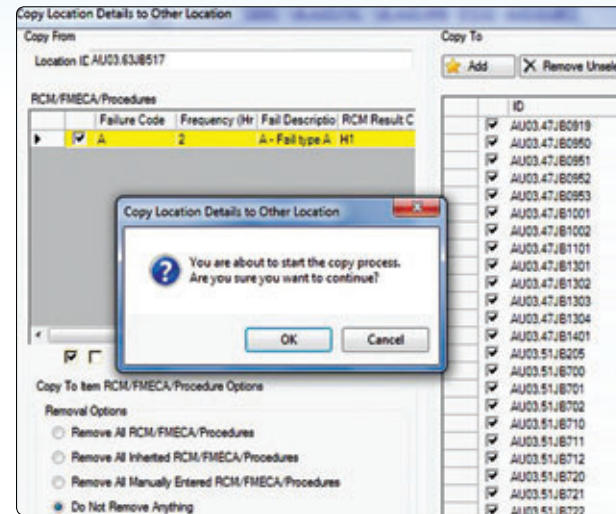 Copy Location Details to Other Location
Copy From
Location IC AU03.63JB517
RCM/FMECA/Procedures
Failure Code Frequency (Hr Fail Descriptio RCM Result C
A 2 A - Fail type A H1
Copy Location Details to Other Location
You are about to start the copy process.
Are you sure you want to continue?
OK Cancel
Copy To Item RCM/FMECA/Procedure Options
Removal Options
Remove All RCM/FMECA/Procedures
Remove All Inherited RCM/FMECA/Procedures
Remove All Manually Entered RCM/FMECA/Procedures
Do Not Remove Anything
Copy To
Add Remove Unsele
ID
AU03.47JB0919
AU03.47JB0950
AU03.47JB0951
AU03.47JB0952
AU03.47JB0953
AU03.47JB1001
AU03.47JB1002
AU03.47JB1101
AU03.47JB1301
AU03.47JB1302
AU03.47JB1303
AU03.47JB1304
AU03.47JB1401
AU03.51JB205
AU03.51JB700
AU03.51JB701
AU03.51JB702
AU03.51JB710
AU03.51JB711
AU03.51JB712
AU03.51JB720
AU03.51JB721
AU03.51JB722